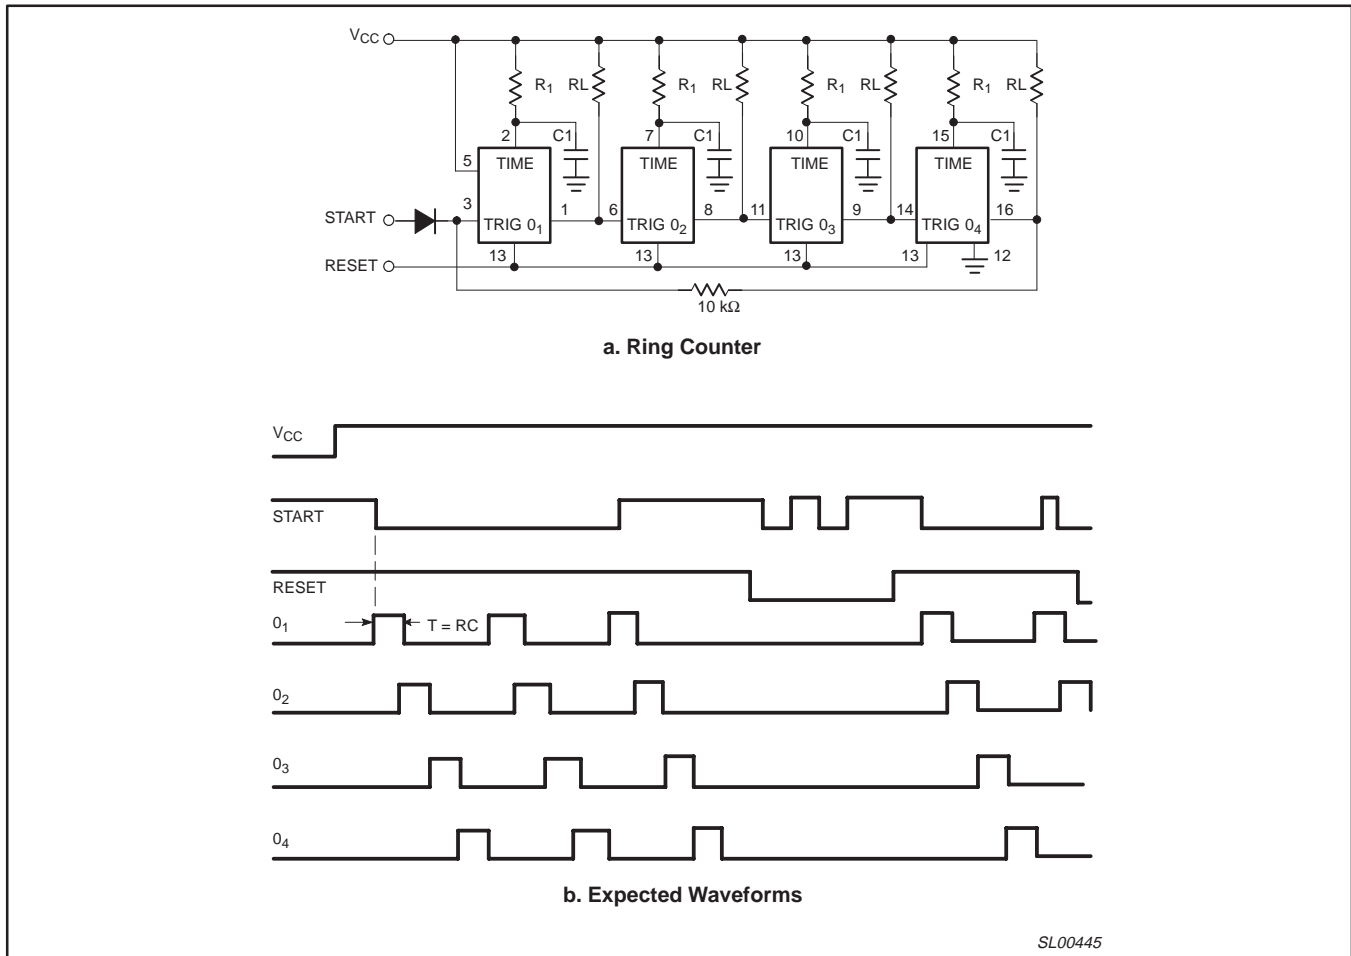 VCC
R1 RL R1 RL R1 RL R1 RL
2 C1 7 C1 10 C1 15 C1
5 TIME TIME TIME TIME
START 3 TRIG 01 1 6 TRIG 02 8 11 TRIG 03 9 14 TRIG 04 16
RESET 13 13 13 13 12
10 kΩ
a. Ring Counter
VCC
START
RESET
01 T = RC
02
03
04
b. Expected Waveforms
SL00445